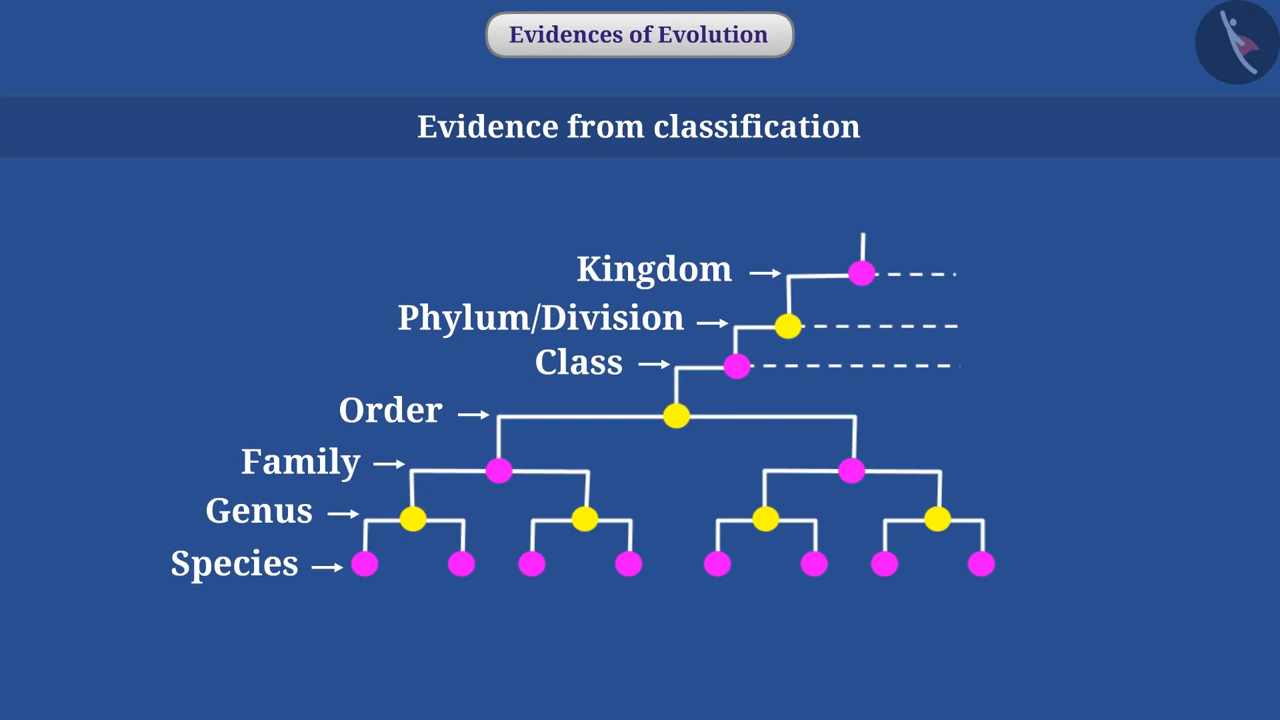 Evidences of Evolution
Evidence from classification
Kingdom
Phylum/Division
Class
Order
Family
Genus
Species